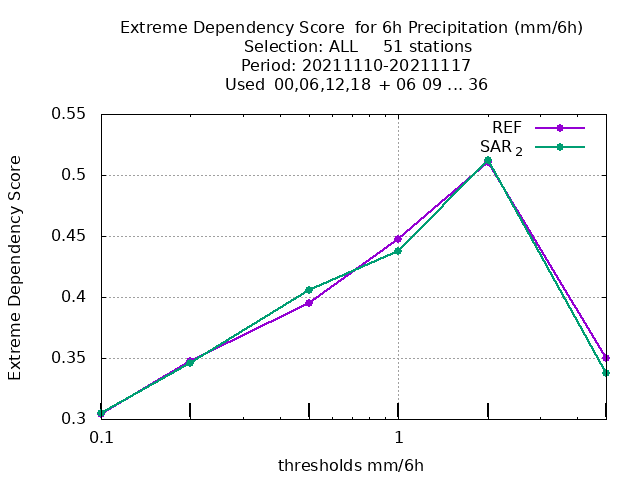 Extreme Dependency Score  for 6h Precipitation (mm/6h)
Selection: ALL     51 stations
Period: 20211110-20211117
Used  00,06,12,18  + 06 09 ... 36
0.55
REF
SAR 2
0.5
0.45
Extreme Dependency Score
0.4
0.35
0.3
0.1
1
thresholds mm/6h